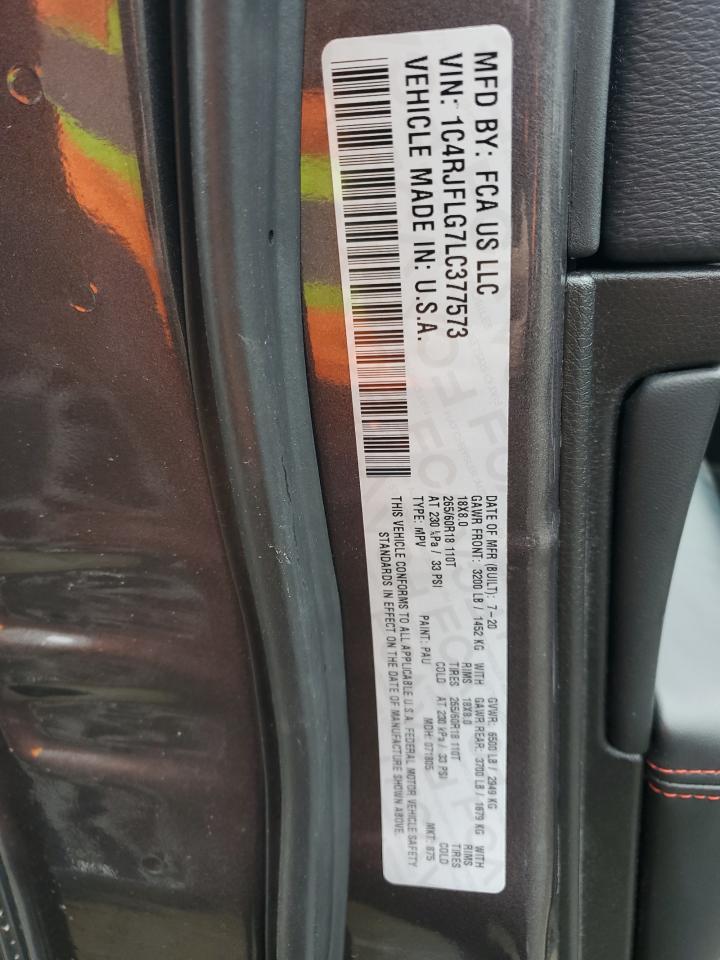 MFD BY: FCA US LLC
VIN: 1C4RJFLG7LC377573
VEHICLE MADE IN: U.S.A.
DATE OF MFR (BUILT): 7-20 GVWR: 6500 LB / 2949 KG
GAWR FRONT: 3200 LB / 1452 KG WITH GAWR REAR: 3700 LB / 1679 KG WITH
18X8.0 RIMS 18X8.0 RIMS
265/60R18 110T TIRES 265/60R18 110T TIRES
AT 230 kPa / 33 PSI COLD AT 230 kPa / 33 PSI COLD
TYPE: MPV PAINT: PAU MDH: 071805 MKT: B75
THIS VEHICLE CONFORMS TO ALL APPLICABLE U.S.A. FEDERAL MOTOR VEHICLE SAFETY
STANDARDS IN EFFECT ON THE DATE OF MANUFACTURE SHOWN ABOVE.